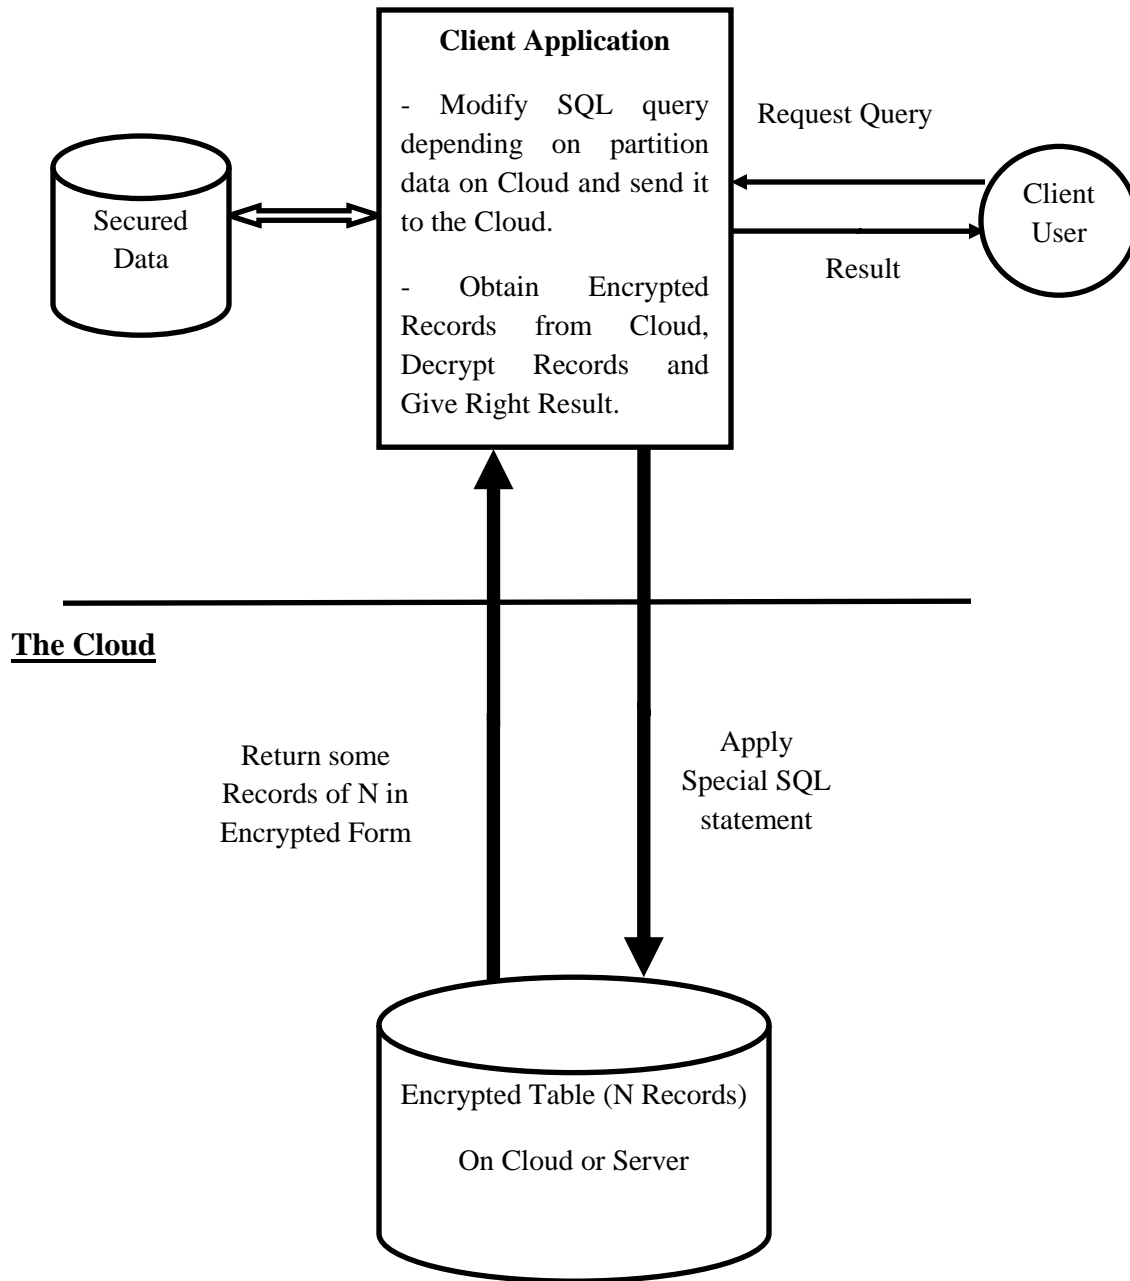 Client Application
- Modify SQL query
depending on partition
data on Cloud and send it
to the Cloud.
- Obtain Encrypted
Records from Cloud,
Decrypt Records and
Give Right Result.
Request Query
Client
User
Result
Secured
Data
The Cloud
Return some
Records of N in
Encrypted Form
Apply
Special SQL
statement
Encrypted Table (N Records)
On Cloud or Server